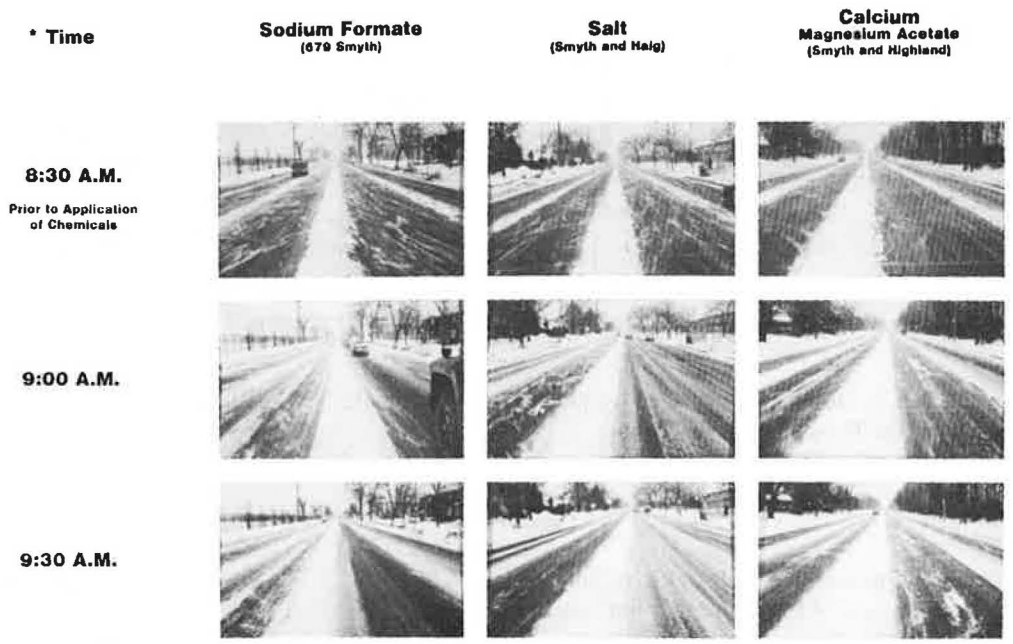 * Time
Sodium Formate
(679 Smyth)
Salt
(Smyth and Haig)
Calcium
Magnesium Acetate
(Smyth and Highland)
8:30 A.M.
Prior to Application
of Chemicals
9:00 A.M.
9:30 A.M.